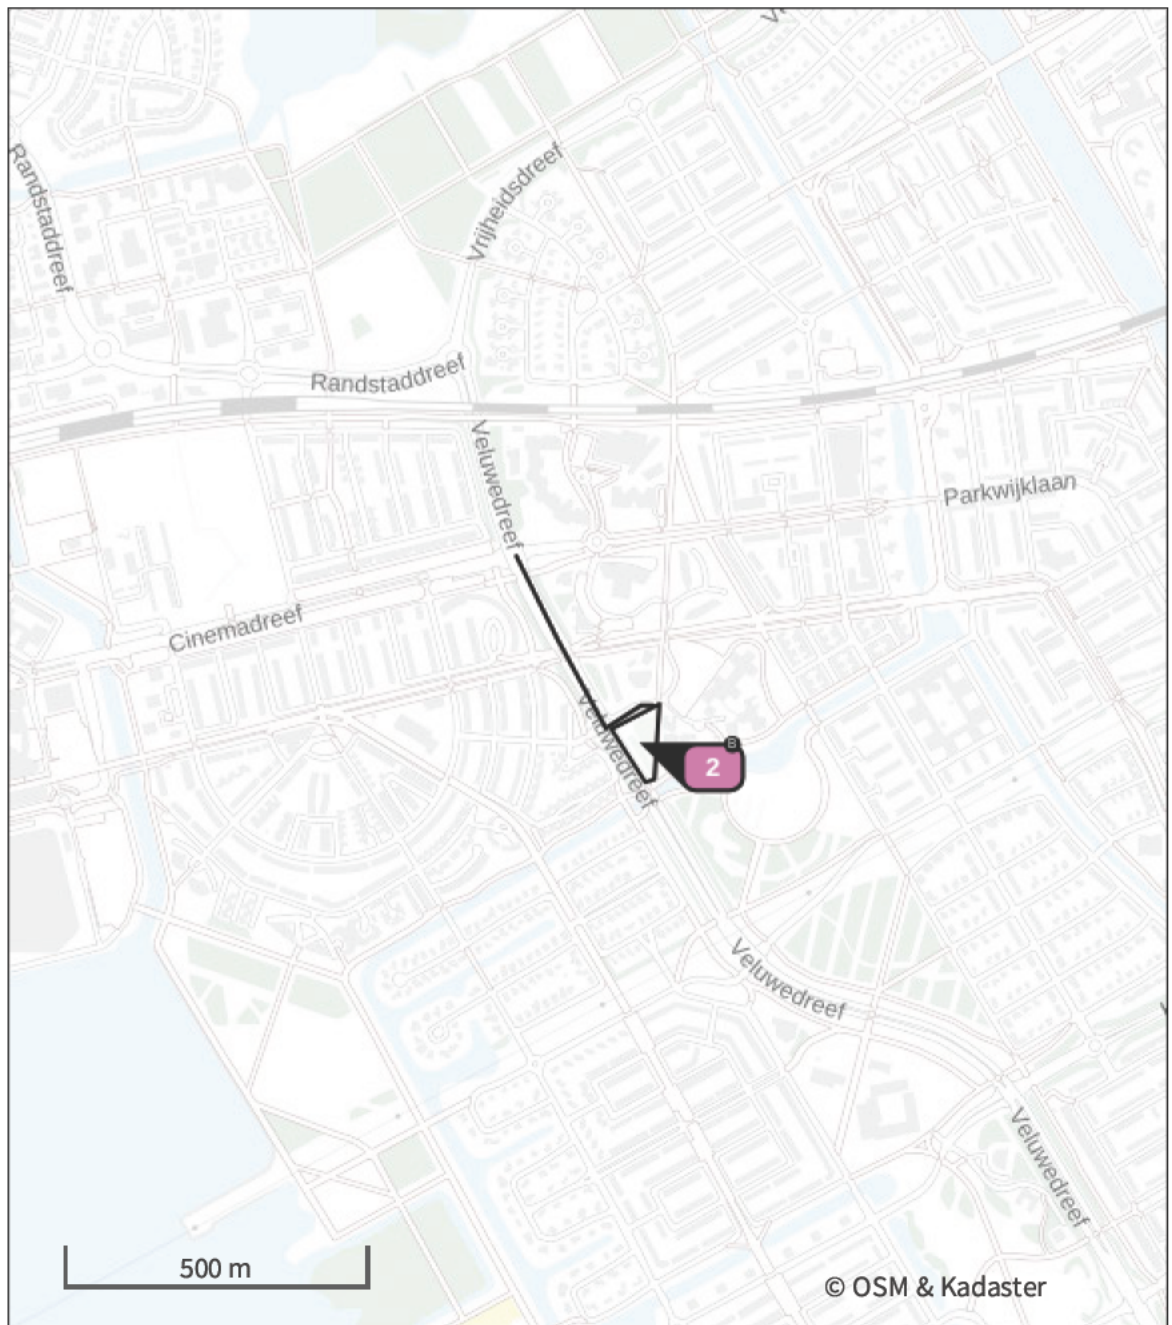 Randstaddreef
Vrijheidsdreef
Randstaddreef
Veluwedreef
Parkwijklaan
Cinemadreef
Veluwedreef
B
2
Veluwedreef
Veluwedreef
500 m
© OSM & Kadaster